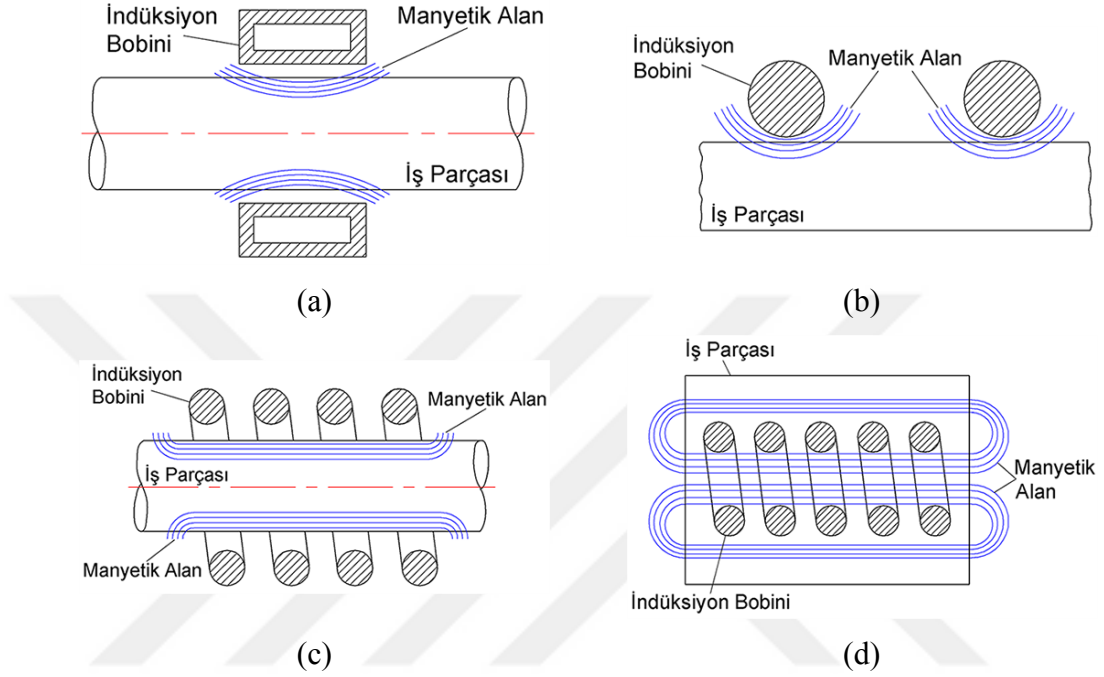 İndüksiyon
Bobini
Manyetik Alan
İş Parçası
(a)
İndüksiyon
Bobini
Manyetik Alan
İş Parçası
(b)
İndüksiyon
Bobini
Manyetik Alan
İş Parçası
Manyetik Alan
(c)
İş Parçası
Manyetik
Alan
İndüksiyon Bobini
(d)